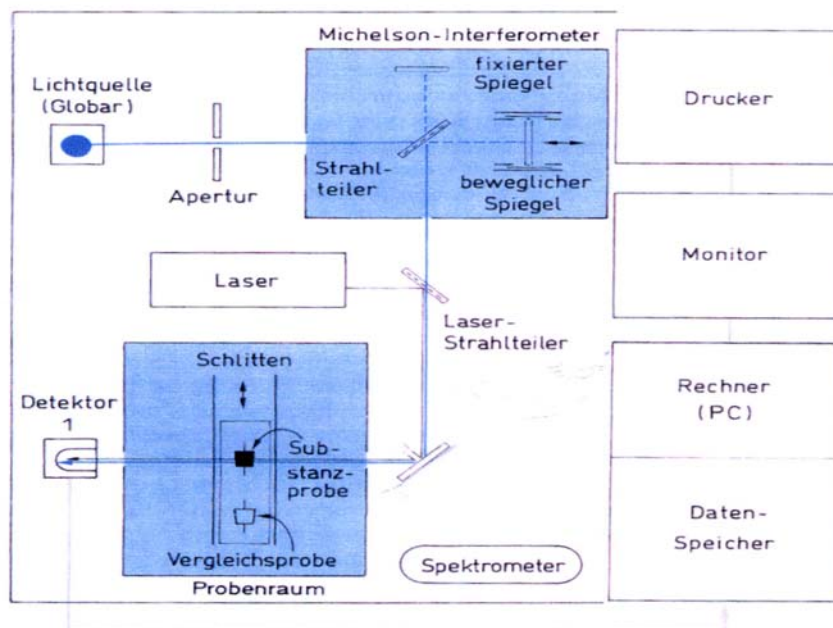 Michelson-Interferometer
fixierter
Spiegel
Lichtquelle
(Globar)
Apertur
Strahl-
teiler
beweglicher
Spiegel
Drucker
Monitor
Laser
Laser-
Strahlteiler
Schlitten
Detektor
1
Sub-
stanz-
probe
Vergleichsprobe
Probenraum
Spektrometer
Rechner
(PC)
Daten-
Speicher